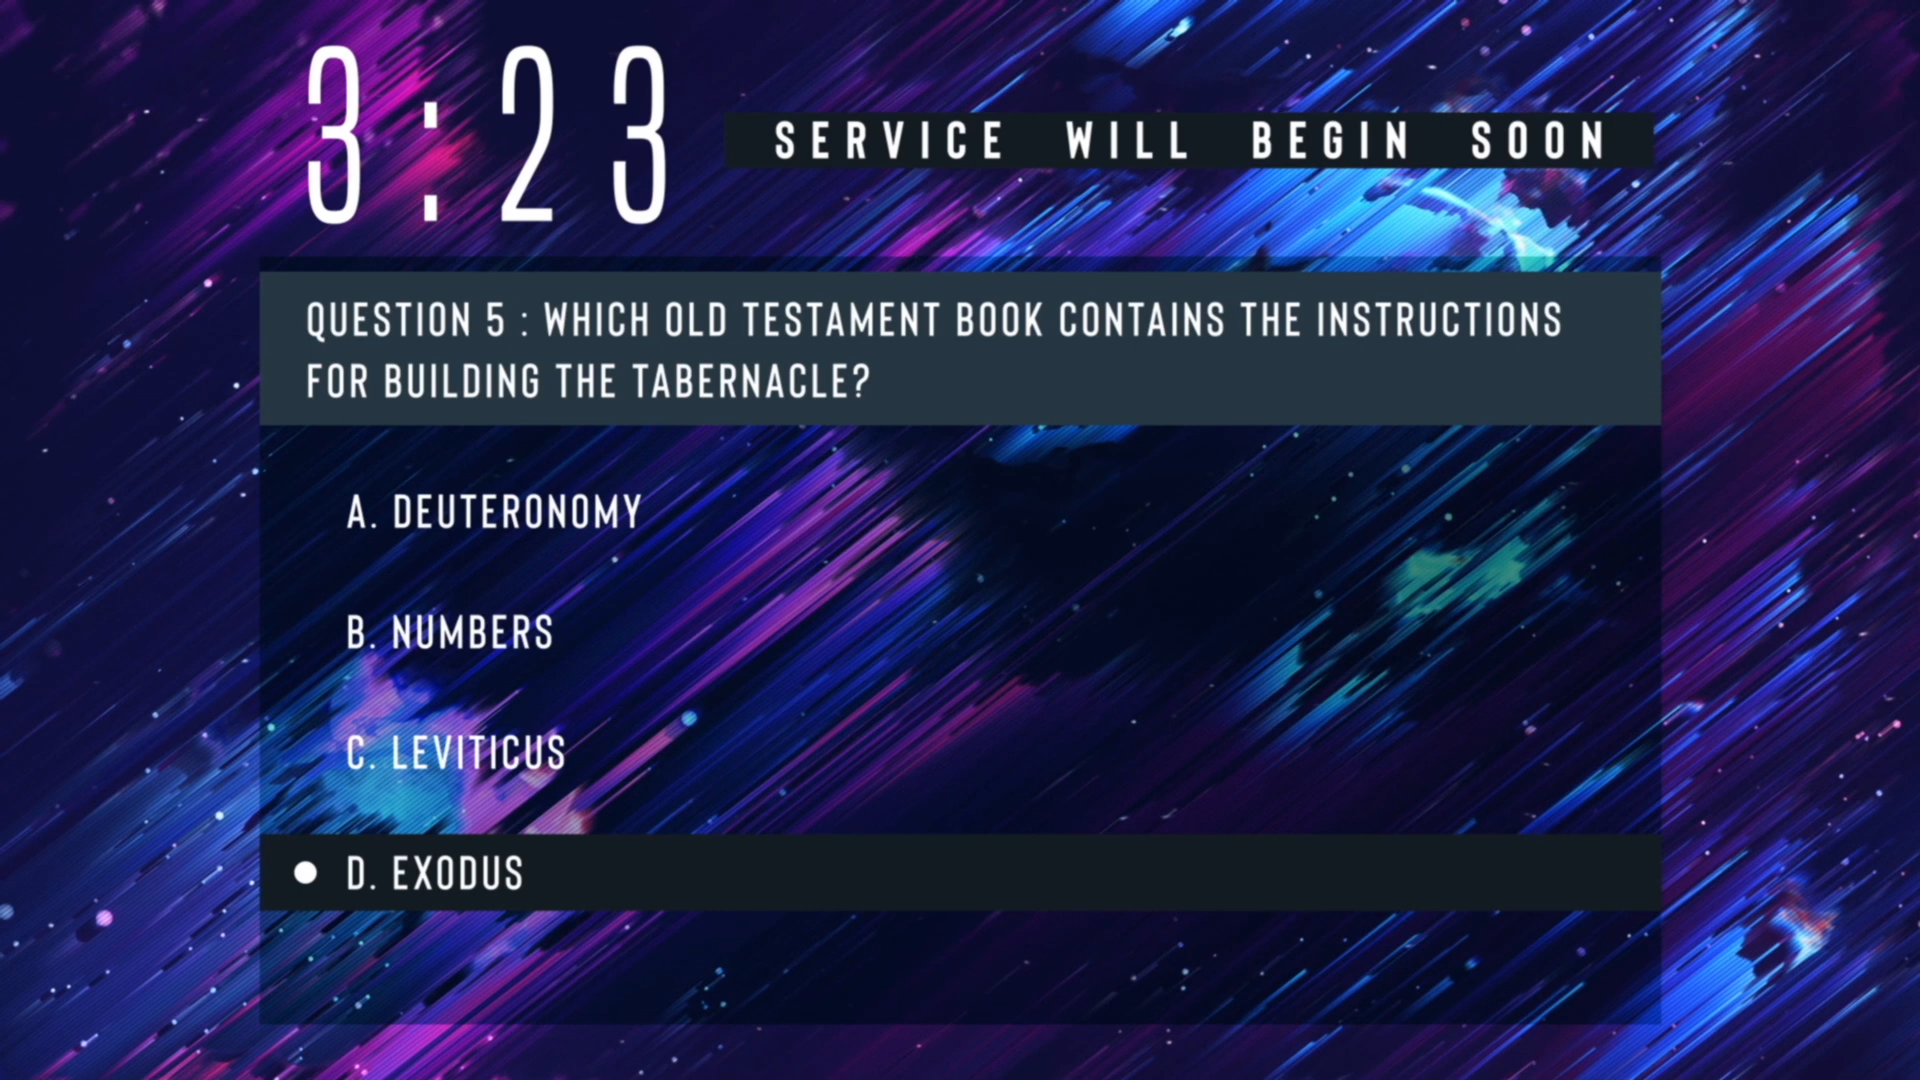 3:23
SERVICE WILL BEGIN SOON
QUESTION 5 : WHICH OLD TESTAMENT BOOK CONTAINS THE INSTRUCTIONS
FOR BUILDING THE TABERNACLE?
A. DEUTERONOMY
B. NUMBERS
C. LEVITICUS
D. EXODUS